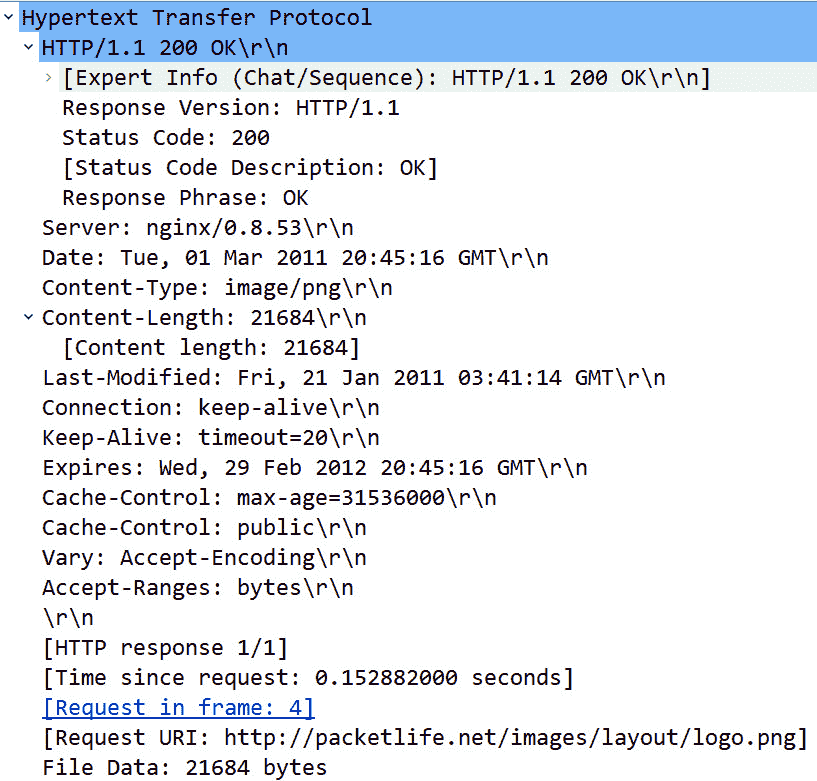 Hypertext Transfer Protocol
HTTP/1.1 200 OK\r\n
[Expert Info (Chat/Sequence): HTTP/1.1 200 OK\r\n]
Response Version: HTTP/1.1
Status Code: 200
[Status Code Description: OK]
Response Phrase: OK
Server: nginx/0.8.53\r\n
Date: Tue, 01 Mar 2011 20:45:16 GMT\r\n
Content-Type: image/png\r\n
Content-Length: 21684\r\n
[Content length: 21684]
Last-Modified: Fri, 21 Jan 2011 03:41:14 GMT\r\n
Connection: keep-alive\r\n
Keep-Alive: timeout=20\r\n
Expires: Wed, 29 Feb 2012 20:45:16 GMT\r\n
Cache-Control: max-age=31536000\r\n
Cache-Control: public\r\n
Vary: Accept-Encoding\r\n
Accept-Ranges: bytes\r\n
\r\n
[HTTP response 1/1]
[Time since request: 0.152882000 seconds]
[Request in frame: 4]
[Request URI: http://packetlife.net/images/layout/logo.png]
File Data: 21684 bytes